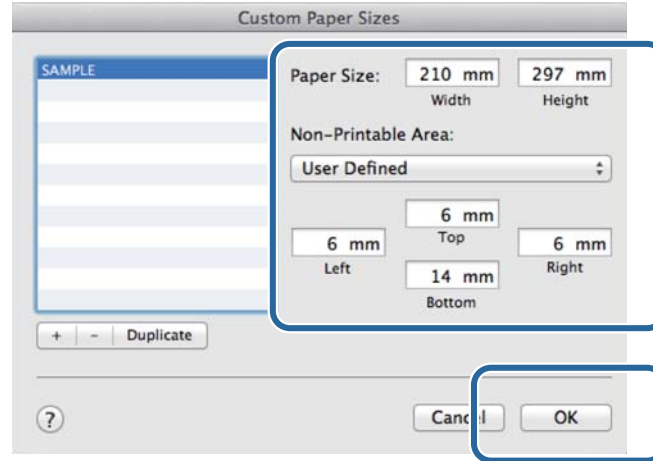 Custom Paper Sizes
SAMPLE
Paper Size: 210 mm 297 mm
Width Height
Non-Printable Area:
User Defined
6 mm
Top
6 mm 6 mm
Left Right
14 mm
Bottom
+ - Duplicate
? Cancel OK